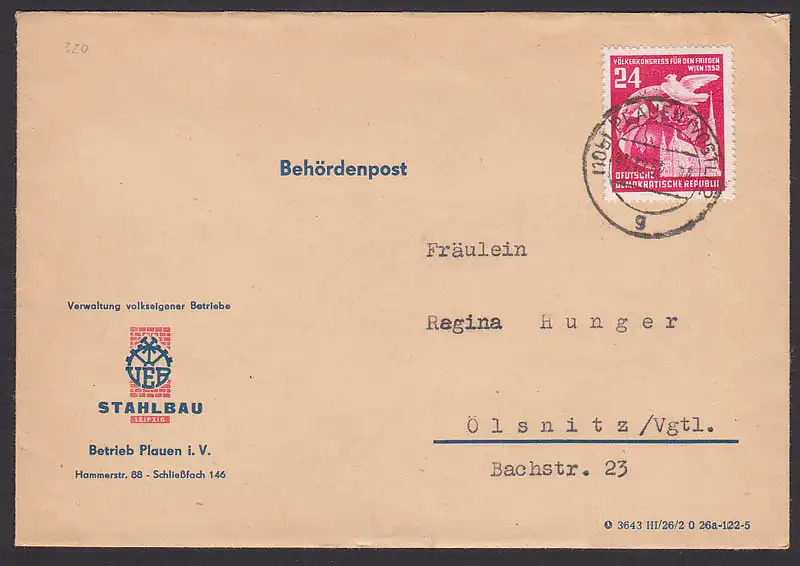 220
VÖLKERKONGRESS FÜR DEN FRIEDEN
WIEN 1952
24
DEUTSCHE
DEMOKRATISCHE REPUBLIK
(10b) PLAUEN (VOGTL)
g
Behördenpost
Fräulein
Regina Hunger
Ölsnitz/Vgtl.
Bachstr. 23
Verwaltung volkseigener Betriebe
VEB
STAHLBAU
LEIPZIG
Betrieb Plauen i. V.
Hammerstr. 88 - Schließfach 146
3643 III/26/2 0 26a-122-5